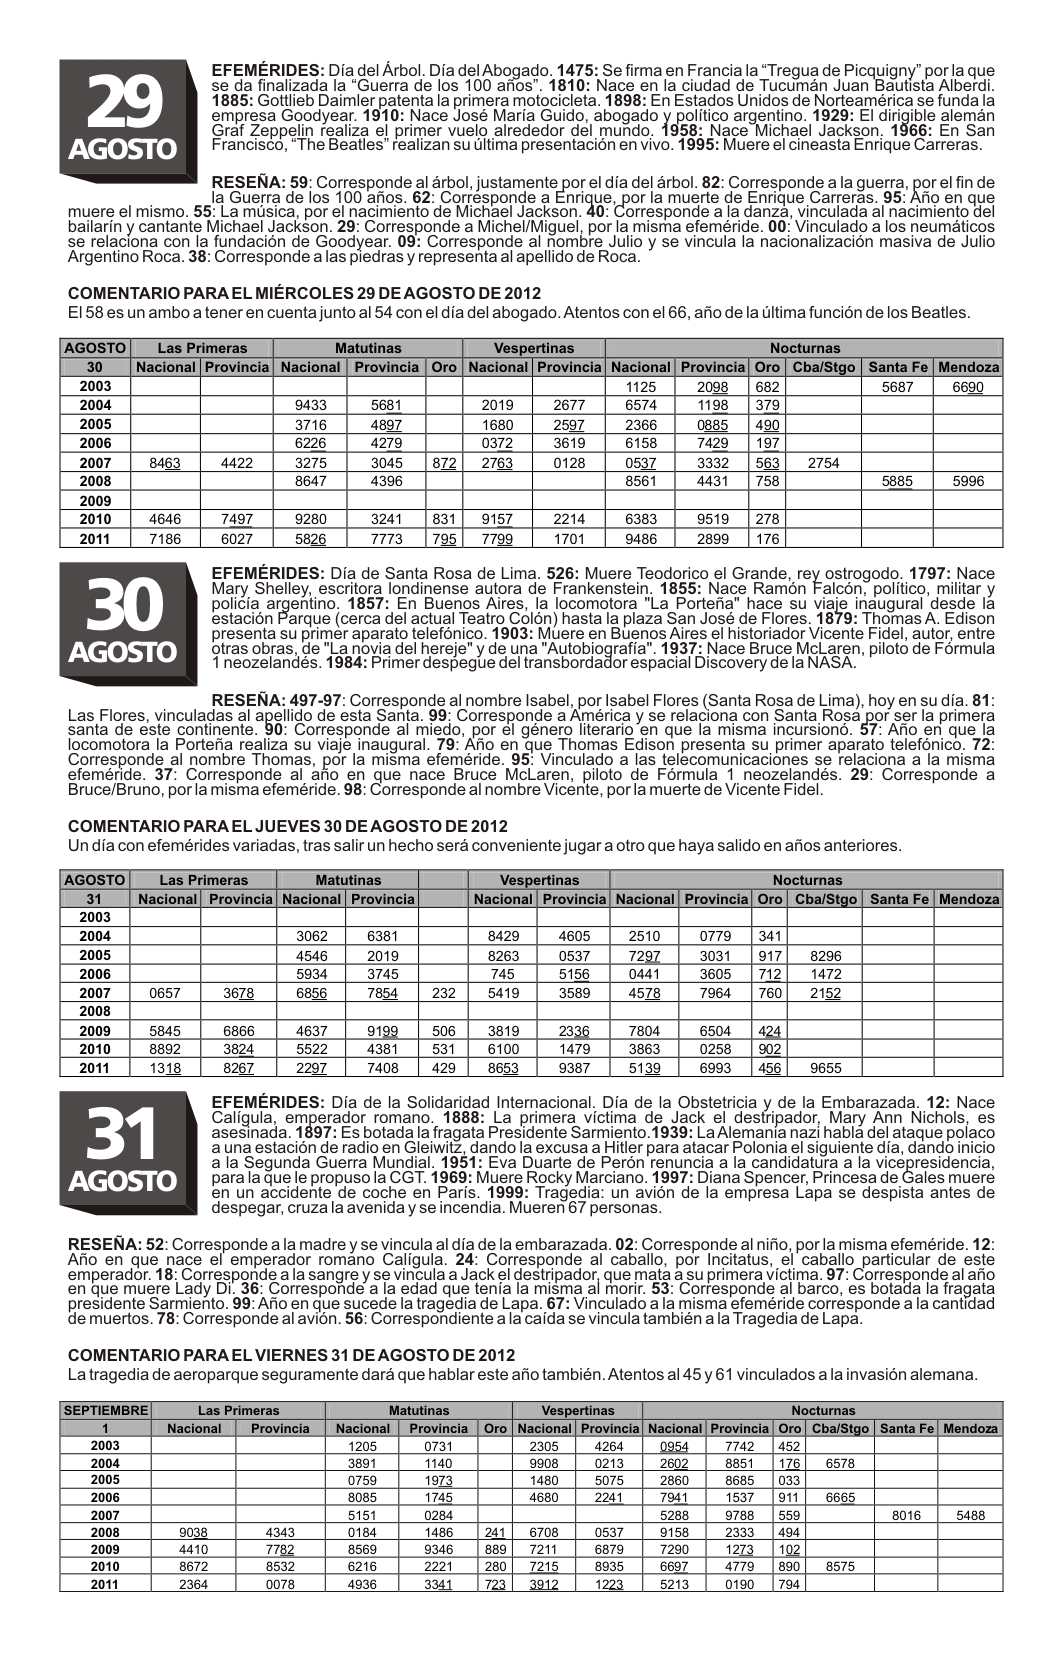 29
AGOSTO
EFEMÉRIDES: Día del Árbol. Día del Abogado. 1475: Se firma en Francia la “Tregua de Picquigny” por la que
se da finalizada la “Guerra de los 100 años”. 1810: Nace en la ciudad de Tucumán Juan Bautista Alberdi.
1885: Gottlieb Daimler patenta la primera motocicleta. 1898: En Estados Unidos de Norteamérica se funda la
empresa Goodyear. 1910: Nace José María Guido, abogado y político argentino. 1929: El dirigible alemán
Graf Zeppelin realiza el primer vuelo alrededor del mundo. 1958: Nace Michael Jackson. 1966: En San
Francisco, “The Beatles” realizan su última presentación en vivo. 1995: Muere el cineasta Enrique Carreras.
RESEÑA: 59: Corresponde al árbol, justamente por el día del árbol. 82: Corresponde a la guerra, por el fin de
la Guerra de los 100 años. 62: Corresponde a Enrique, por la muerte de Enrique Carreras. 95: Año en que
muere el mismo. 55: La música, por el nacimiento de Michael Jackson. 40: Corresponde a la danza, vinculada al nacimiento del
bailarín y cantante Michael Jackson. 29: Corresponde a Michel/Miguel, por la misma efeméride. 00: Vinculado a los neumáticos
se relaciona con la fundación de Goodyear. 09: Corresponde al nombre Julio y se vincula la nacionalización masiva de Julio
Argentino Roca. 38: Corresponde a las piedras y representa al apellido de Roca.
COMENTARIO PARA EL MIÉRCOLES 29 DE AGOSTO DE 2012
El 58 es un ambo a tener en cuenta junto al 54 con el día del abogado. Atentos con el 66, año de la última función de los Beatles.
AGOSTO Las Primeras Matutinas Vespertinas Nocturnas
30 Nacional Provincia Nacional Provincia Oro Nacional Provincia Nacional Provincia Oro Cba/Stgo Santa Fe Mendoza
2003 1125 2098 682 5687 6690
2004 9433 5681 2019 2677 6574 1198 379
2005 3716 4897 1680 2597 2366 0885 490
2006 6226 4279 0372 3619 6158 7429 197
2007 8463 4422 3275 3045 872 2763 0128 0537 3332 563 2754
2008 8647 4396 8561 4431 758 5885 5996
2009
2010 4646 7497 9280 3241 831 9157 2214 6383 9519 278
2011 7186 6027 5826 7773 795 7799 1701 9486 2899 176
30
AGOSTO
EFEMÉRIDES: Día de Santa Rosa de Lima. 526: Muere Teodorico el Grande, rey ostrogodo. 1797: Nace
Mary Shelley, escritora londinense autora de Frankenstein. 1855: Nace Ramón Falcón, político, militar y
policía argentino. 1857: En Buenos Aires, la locomotora "La Porteña" hace su viaje inaugural desde la
estación Parque (cerca del actual Teatro Colón) hasta la plaza San José de Flores. 1879: Thomas A. Edison
presenta su primer aparato telefónico. 1903: Muere en Buenos Aires el historiador Vicente Fidel, autor, entre
otras obras, de "La novia del hereje" y de una "Autobiografía". 1937: Nace Bruce McLaren, piloto de Fórmula
1 neozelandés. 1984: Primer despegue del transbordador espacial Discovery de la NASA.
RESEÑA: 497-97: Corresponde al nombre Isabel, por Isabel Flores (Santa Rosa de Lima), hoy en su día. 81:
Las Flores, vinculadas al apellido de esta Santa. 99: Corresponde a América y se relaciona con Santa Rosa por ser la primera
santa de este continente. 90: Corresponde al miedo, por el género literario en que la misma incursionó. 57: Año en que la
locomotora la Porteña realiza su viaje inaugural. 79: Año en que Thomas Edison presenta su primer aparato telefónico. 72:
Corresponde al nombre Thomas, por la misma efeméride. 95: Vinculado a las telecomunicaciones se relaciona a la misma
efeméride. 37: Corresponde al año en que nace Bruce McLaren, piloto de Fórmula 1 neozelandés. 29: Corresponde a
Bruce/Bruno, por la misma efeméride. 98: Corresponde al nombre Vicente, por la muerte de Vicente Fidel.
COMENTARIO PARA EL JUEVES 30 DE AGOSTO DE 2012
Un día con efemérides variadas, tras salir un hecho será conveniente jugar a otro que haya salido en años anteriores.
AGOSTO Las Primeras Matutinas Vespertinas Nocturnas
31 Nacional Provincia Nacional Provincia Nacional Provincia Nacional Provincia Oro Cba/Stgo Santa Fe Mendoza
2003
2004 3062 6381 8429 4605 2510 0779 341
2005 4546 2019 8263 0537 7297 3031 917 8296
2006 5934 3745 745 5156 0441 3605 712 1472
2007 0657 3678 6856 7854 232 5419 3589 4578 7964 760 2152
2008
2009 5845 6866 4637 9199 506 3819 2336 7804 6504 424
2010 8892 3824 5522 4381 531 6100 1479 3863 0258 902
2011 1318 8267 2297 7408 429 8653 9387 5139 6993 456 9655
31
AGOSTO
EFEMÉRIDES: Día de la Solidaridad Internacional. Día de la Obstetricia y de la Embarazada. 12: Nace
Calígula, emperador romano. 1888: La primera víctima de Jack el destripador, Mary Ann Nichols, es
asesinada. 1897: Es botada la fragata Presidente Sarmiento.1939: La Alemania nazi habla del ataque polaco
a una estación de radio en Gleiwitz, dando la excusa a Hitler para atacar Polonia el siguiente día, dando inicio
a la Segunda Guerra Mundial. 1951: Eva Duarte de Perón renuncia a la candidatura a la vicepresidencia,
para la que le propuso la CGT. 1969: Muere Rocky Marciano. 1997: Diana Spencer, Princesa de Gales muere
en un accidente de coche en París. 1999: Tragedia: un avión de la empresa Lapa se despista antes de
despegar, cruza la avenida y se incendia. Mueren 67 personas.
RESEÑA: 52: Corresponde a la madre y se vincula al día de la embarazada. 02: Corresponde al niño, por la misma efeméride. 12:
Año en que nace el emperador romano Calígula. 24: Corresponde al caballo, por Incitatus, el caballo particular de este
emperador. 18: Corresponde a la sangre y se vincula a Jack el destripador, que mata a su primera víctima. 97: Corresponde al año
en que muere Lady Di. 36: Corresponde a la edad que tenía la misma al morir. 53: Corresponde al barco, es botada la fragata
presidente Sarmiento. 99: Año en que sucede la tragedia de Lapa. 67: Vinculado a la misma efeméride corresponde a la cantidad
de muertos. 78: Corresponde al avión. 56: Correspondiente a la caída se vincula también a la Tragedia de Lapa.
COMENTARIO PARA EL VIERNES 31 DE AGOSTO DE 2012
La tragedia de aeroparque seguramente dará que hablar este año también. Atentos al 45 y 61 vinculados a la invasión alemana.
SEPTIEMBRE Las Primeras Matutinas Vespertinas Nocturnas
1 Nacional Provincia Nacional Provincia Oro Nacional Provincia Nacional Provincia Oro Cba/Stgo Santa Fe Mendoza
2003 1205 0731 2305 4264 0954 7742 452
2004 3891 1140 9908 0213 2602 8851 176 6578
2005 0759 1973 1480 5075 2860 8685 033
2006 8085 1745 4680 2241 7941 1537 911 6665
2007 5151 0284 5288 9788 559 8016 5488
2008 9038 4343 0184 1486 241 6708 0537 9158 2333 494
2009 4410 7782 8569 9346 889 7211 6879 7290 1273 102
2010 8672 8532 6216 2221 280 7215 8935 6697 4779 890 8575
2011 2364 0078 4936 3341 723 3912 1223 5213 0190 794